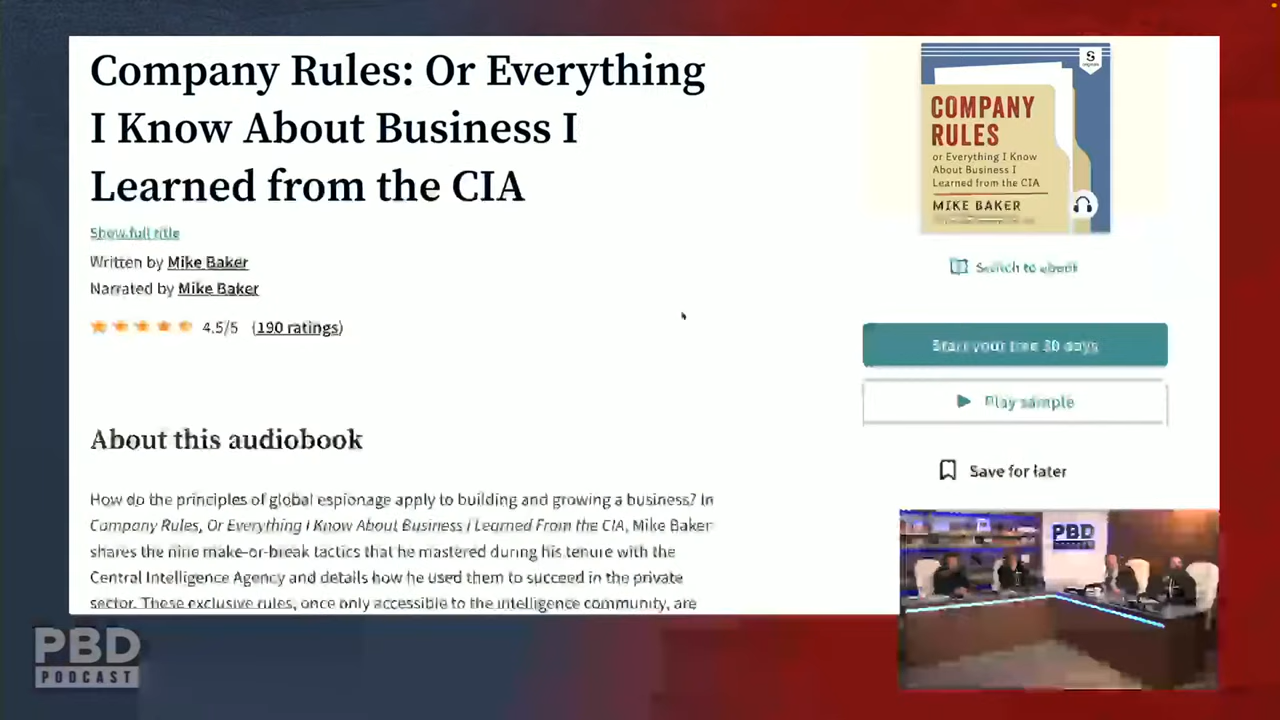 Company Rules: Or Everything
I Know About Business I
Learned from the CIA
Show full title
Written by Mike Baker
Narrated by Mike Baker
4.5/5 (190 ratings)
About this audiobook
How do the principles of global espionage apply to building and growing a business? In
Company Rules, Or Everything I Know About Business I Learned From the CIA, Mike Baker
shares the nine make-or-break tactics that he mastered during his tenure with the
Central Intelligence Agency and details how he used them to succeed in the private
sector. These exclusive rules, once only accessible to the intelligence community, are
S
COMPANY
RULES
or Everything I Know
About Business I
Learned from the CIA
MIKE BAKER
Switch to ebook
Start your free 30 days
Play sample
Save for later
PBD
PBD
PODCAST